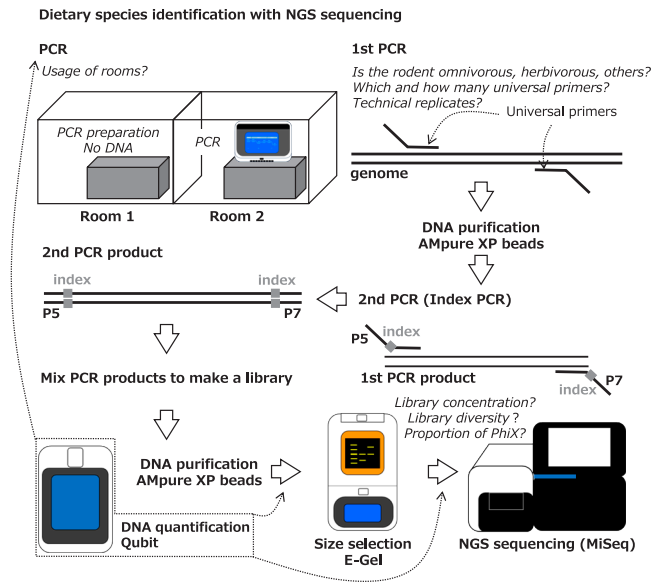 Dietary species identification with NGS sequencing
PCR
Usage of rooms?
PCR preparation
No DNA
PCR
Room 1
Room 2
1st PCR
Is the rodent omnivorous, herbivorous, others?
Which and how many universal primers?
Technical replicates?
Universal primers
genome
DNA purification
AMpure XP beads
2nd PCR (Index PCR)
P5
index
1st PCR product
index
P7
2nd PCR product
index
index
P5
P7
Mix PCR products to make a library
DNA purification
AMpure XP beads
DNA quantification
Qubit
Size selection
E-Gel
Library concentration?
Library diversity?
Proportion of PhiX?
NGS sequencing (MiSeq)